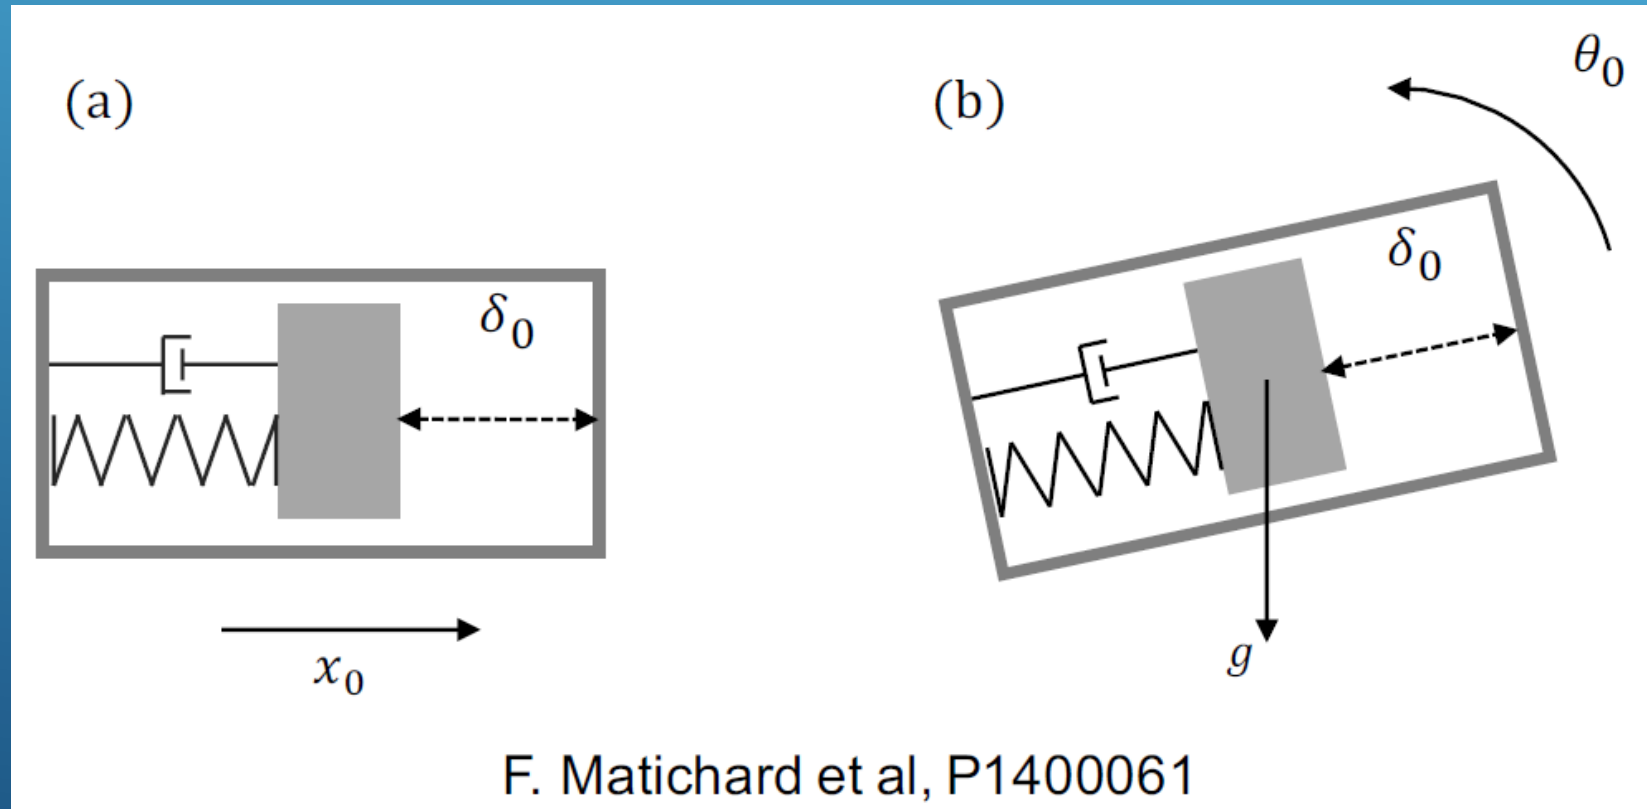 (a)
δ₀
x₀
(b)
θ₀
δ₀
g
F. Matichard et al, P1400061